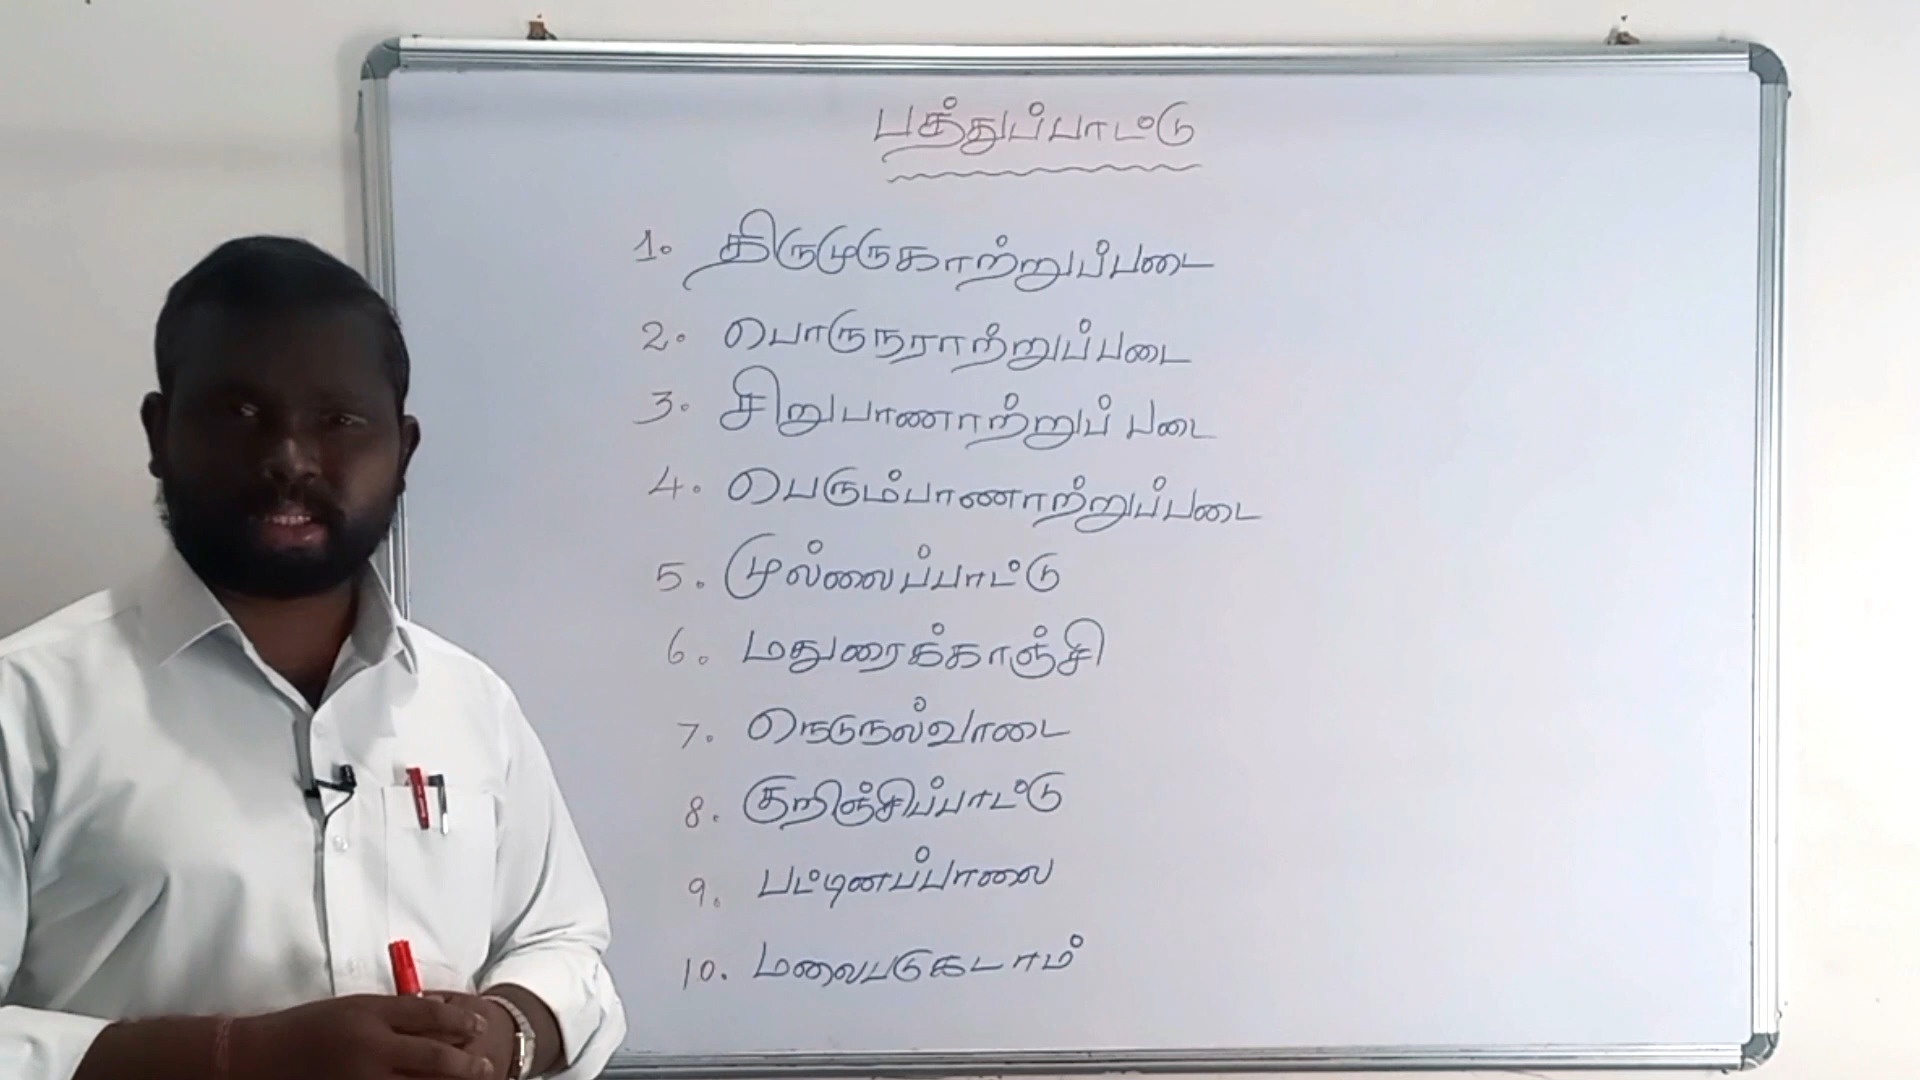 பத்துப்பாட்டு
1. திருமுருகாற்றுப்படை
2. பொருநராற்றுப்படை
3. சிறுபாணாற்றுப் படை
4. பெரும்பாணாற்றுப்படை
5. முல்லைப்பாட்டு
6. மதுரைக்காஞ்சி
7. நெடுநல்வாடை
8. குறிஞ்சிப்பாட்டு
9. பட்டினப்பாலை
10. மலைபடுகடாம்